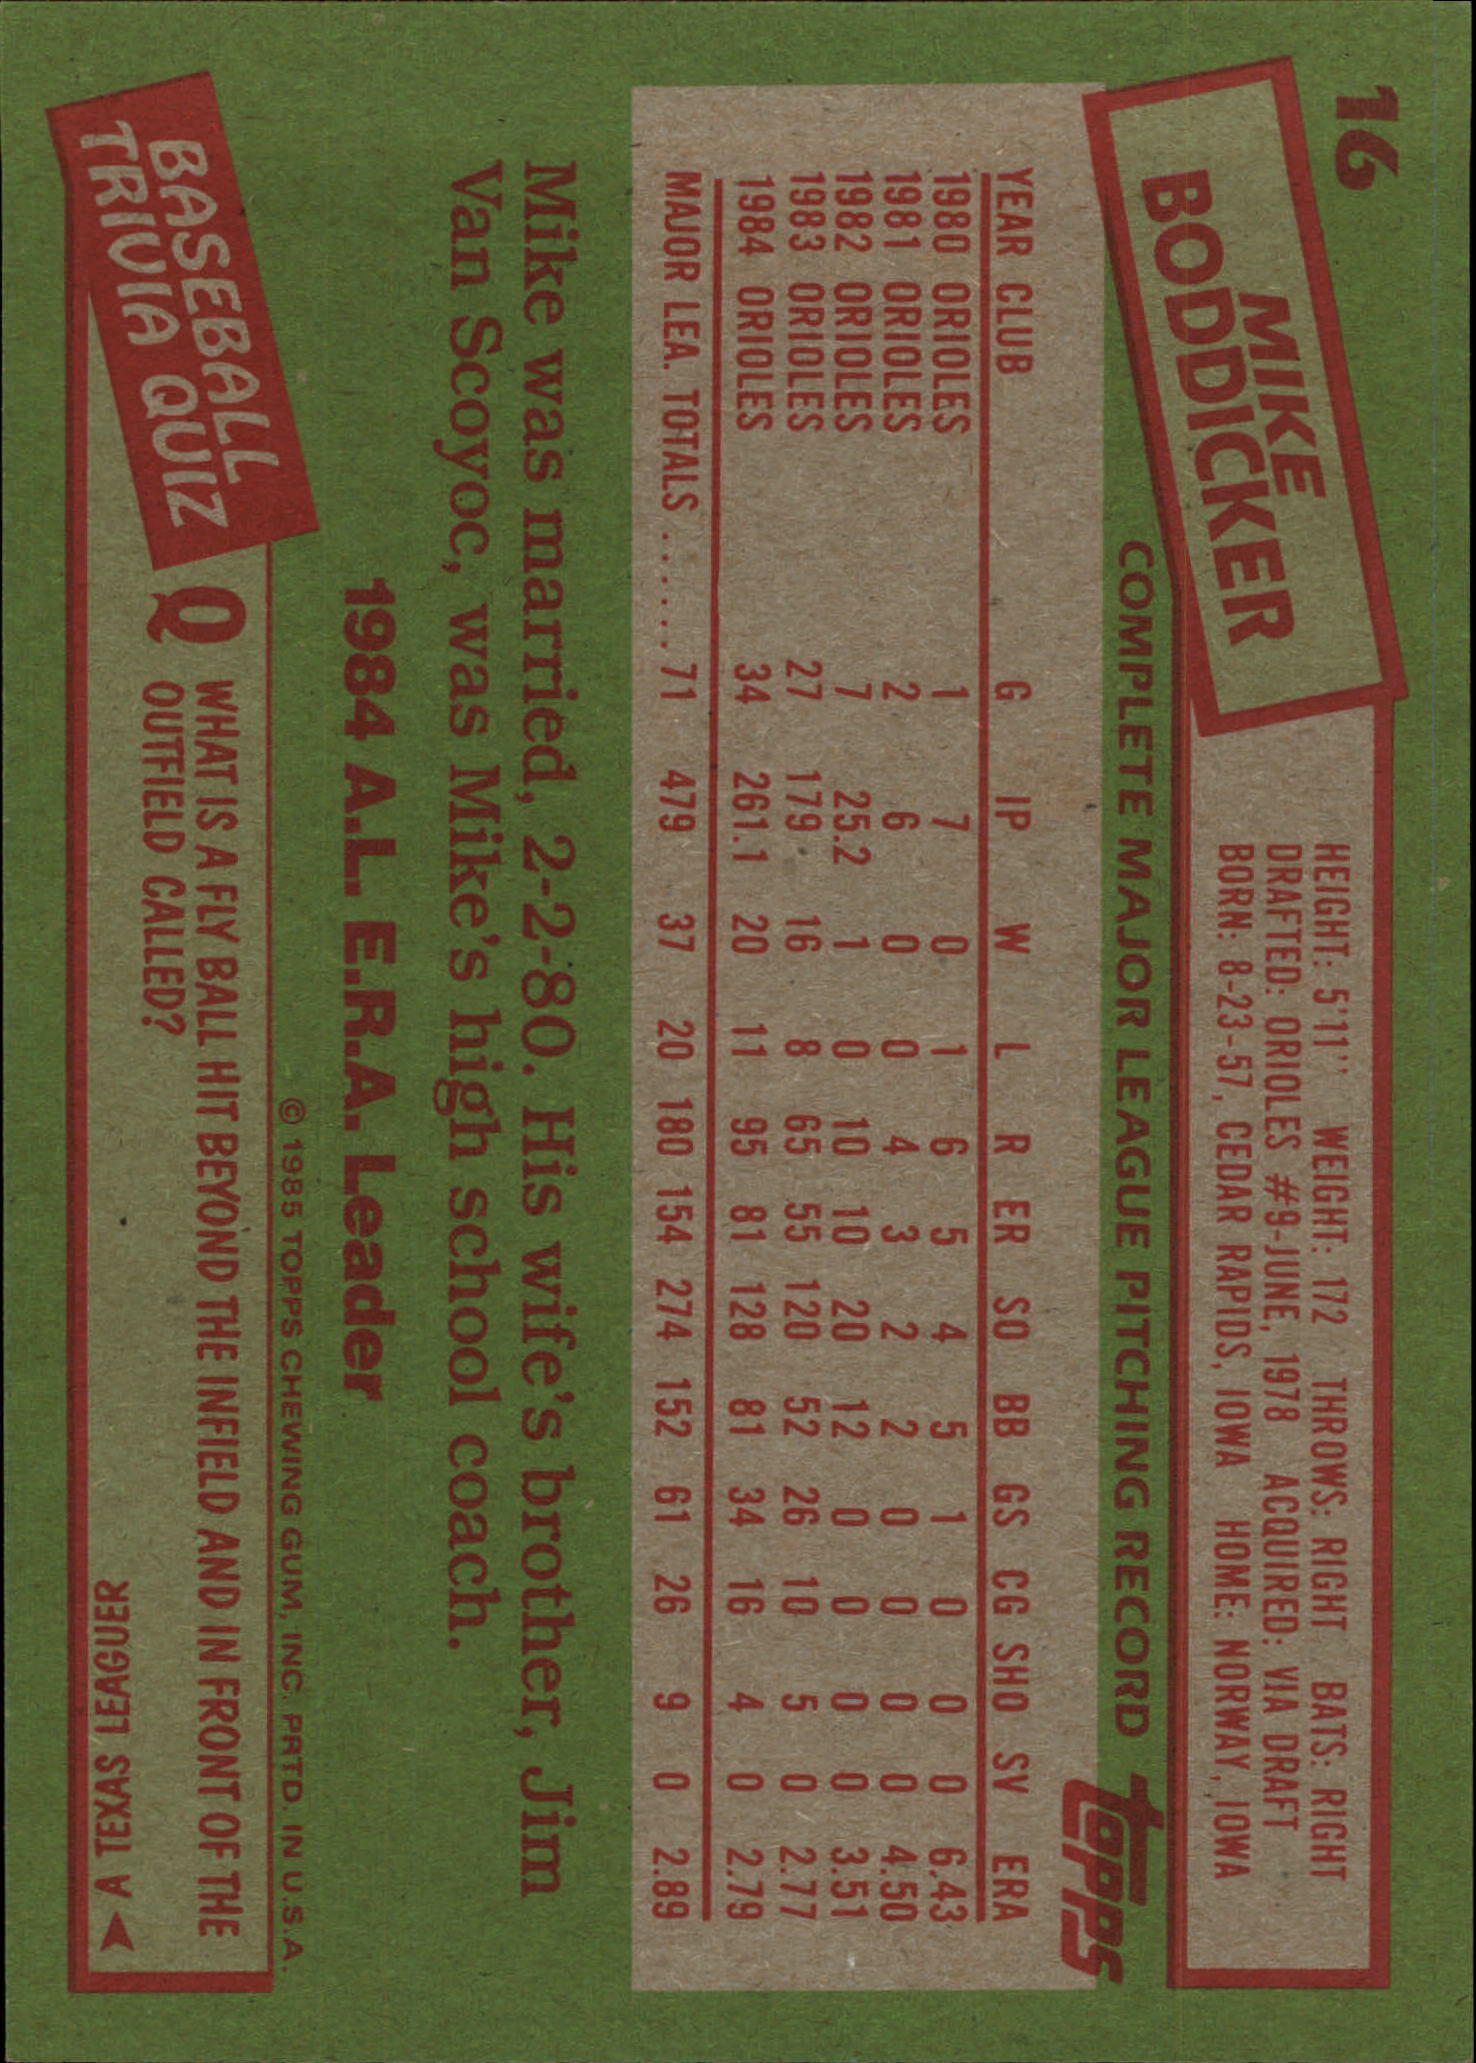 16
MIKE
BODDICKER
HEIGHT: 5'11" WEIGHT: 172 THROWS: RIGHT BATS: RIGHT
DRAFTED: ORIOLES #9-JUNE, 1978 ACQUIRED: VIA DRAFT
BORN: 8-23-57, CEDAR RAPIDS, IOWA HOME: NORWAY, IOWA
COMPLETE MAJOR LEAGUE PITCHING RECORD
Topps
YEAR CLUB G IP W L R ER SO BB GS CG SHO SV ERA
1980 ORIOLES 1 7 0 1 6 5 4 5 1 0 0 0 6.43
1981 ORIOLES 2 6 0 0 4 3 2 2 0 0 0 0 4.50
1982 ORIOLES 7 25.2 1 0 10 10 20 12 0 0 0 0 3.51
1983 ORIOLES 27 179 16 8 65 55 120 52 26 10 5 0 2.77
1984 ORIOLES 34 261.1 20 11 95 81 128 81 34 16 4 0 2.79
MAJOR LEA. TOTALS ...... 71 479 37 20 180 154 274 152 61 26 9 0 2.89
Mike was married, 2-2-80. His wife's brother, Jim
Van Scoyoc, was Mike's high school coach.
1984 A.L. E.R.A. Leader
© 1985 TOPPS CHEWING GUM, INC. PRTD. IN U.S.A.
BASEBALL
TRIVIA QUIZ
Q WHAT IS A FLY BALL HIT BEYOND THE INFIELD AND IN FRONT OF THE
OUTFIELD CALLED?
A TEXAS LEAGUER